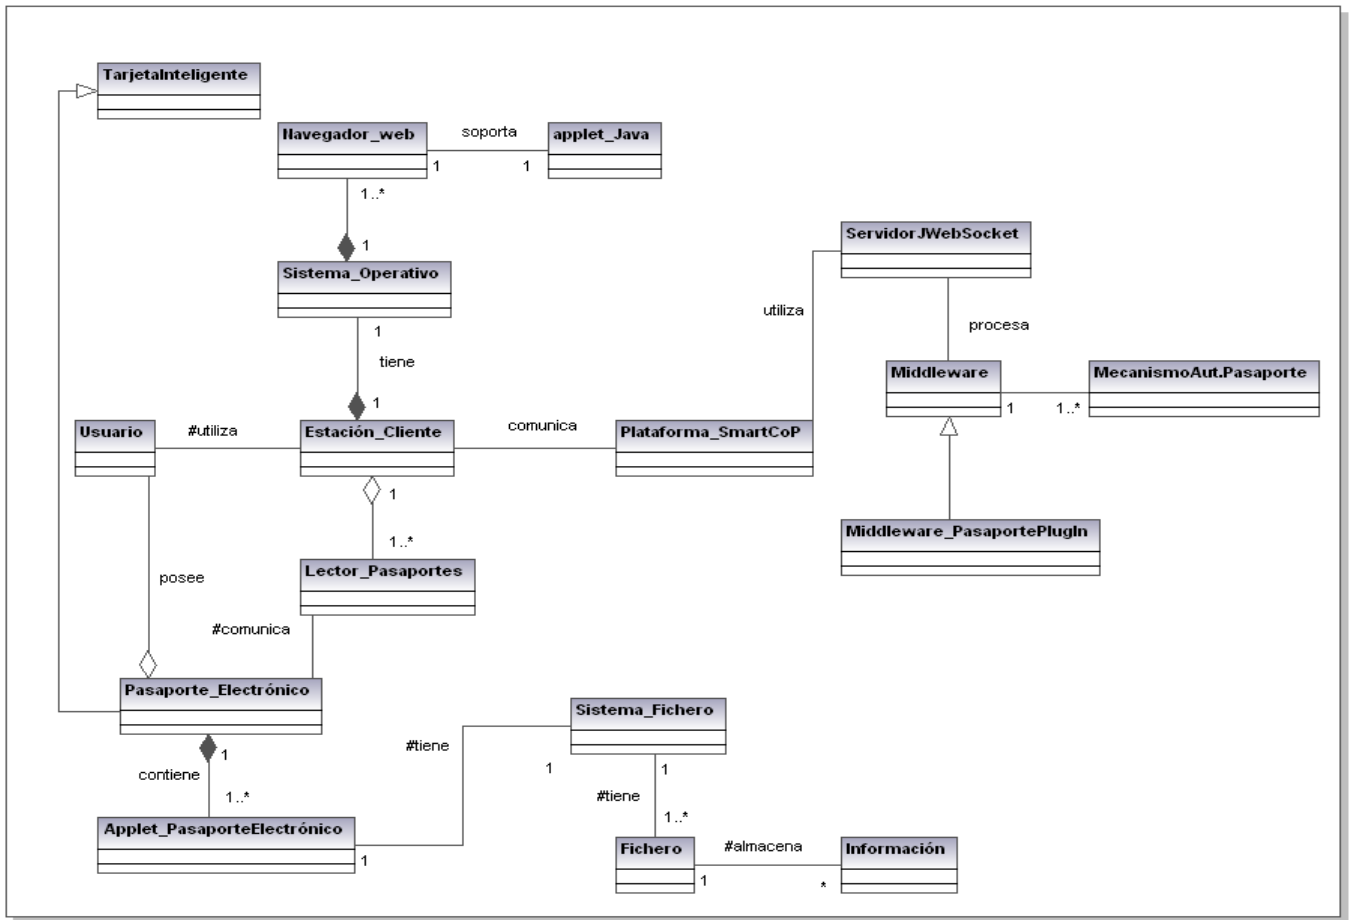 TarjetaInteligente
Navegador_web
soporta
applet_Java
1
1
1..*
1
Sistema_Operativo
1
tiene
1
ServidorJWebSocket
utiliza
procesa
Middleware
MecanismoAut.Pasaporte
1
1..*
Usuario
#utiliza
Estación_Cliente
comunica
Plataforma_SmartCoP
1
1..*
Middleware_PasaportePlugIn
Lector_Pasaportes
posee
#comunica
Pasaporte_Electrónico
1
contiene
1..*
Applet_PasaporteElectrónico
1
#tiene
Sistema_Fichero
1
1
#tiene
1..*
Fichero
#almacena
Información
1
*